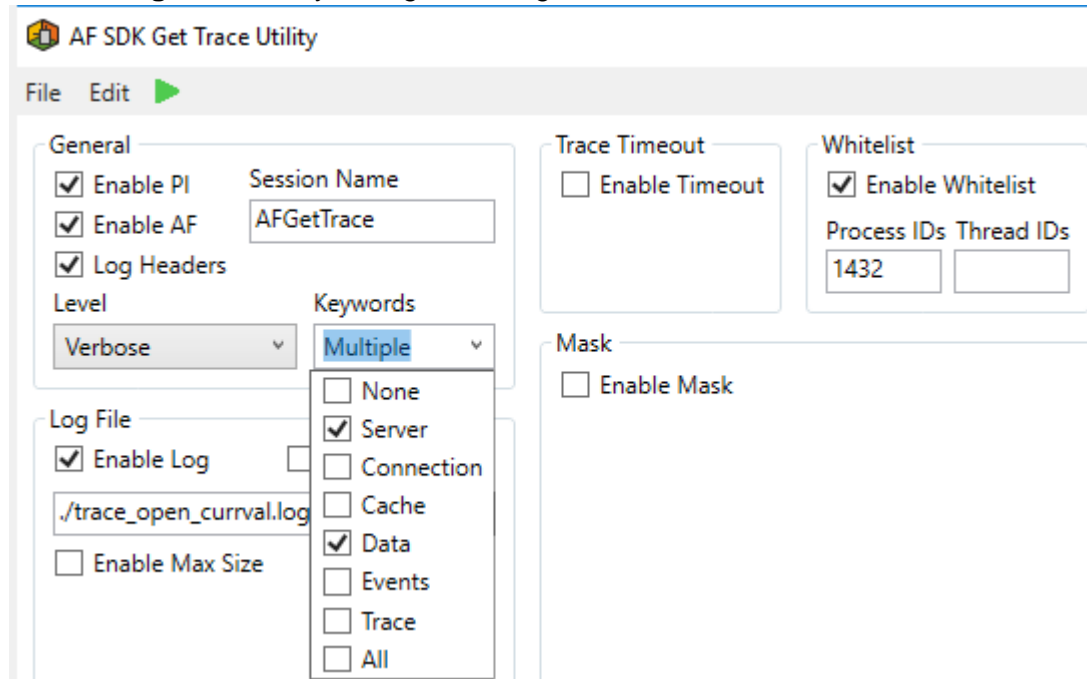 AF SDK Get Trace Utility
File Edit
General
Enable PI
Session Name
Enable AF
AFGetTrace
Log Headers
Level
Keywords
Verbose
Multiple
None
Server
Connection
Cache
Data
Events
Trace
All
Log File
Enable Log
./trace_open_currval.log
Enable Max Size
Trace Timeout
Enable Timeout
Whitelist
Enable Whitelist
Process IDs Thread IDs
1432
Mask
Enable Mask